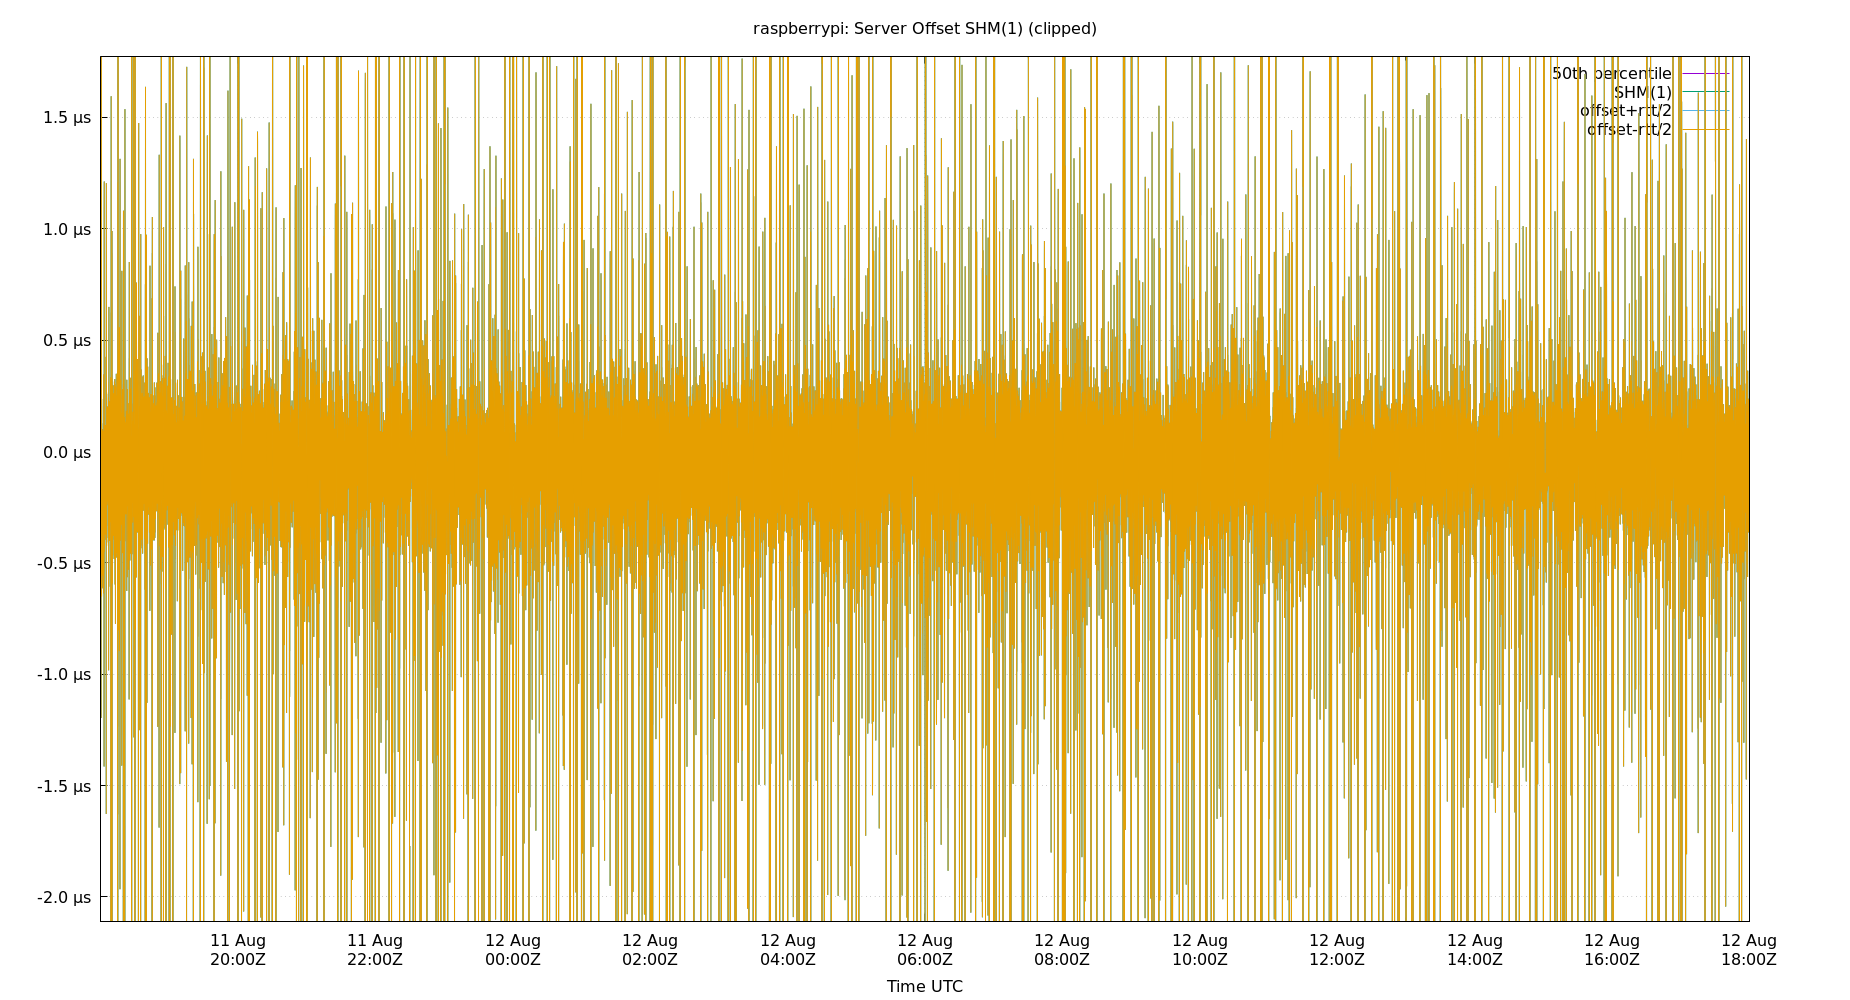 raspberrypi: Server Offset SHM(1) (clipped)
50th percentile
SHM(1)
offset+rtt/2
offset-rtt/2
1.5 µs
1.0 µs
0.5 µs
0.0 µs
-0.5 µs
-1.0 µs
-1.5 µs
-2.0 µs
11 Aug 11 Aug 12 Aug 12 Aug 12 Aug 12 Aug 12 Aug 12 Aug 12 Aug 12 Aug 12 Aug 12 Aug
20:00Z 22:00Z 00:00Z 02:00Z 04:00Z 06:00Z 08:00Z 10:00Z 12:00Z 14:00Z 16:00Z 18:00Z
Time UTC